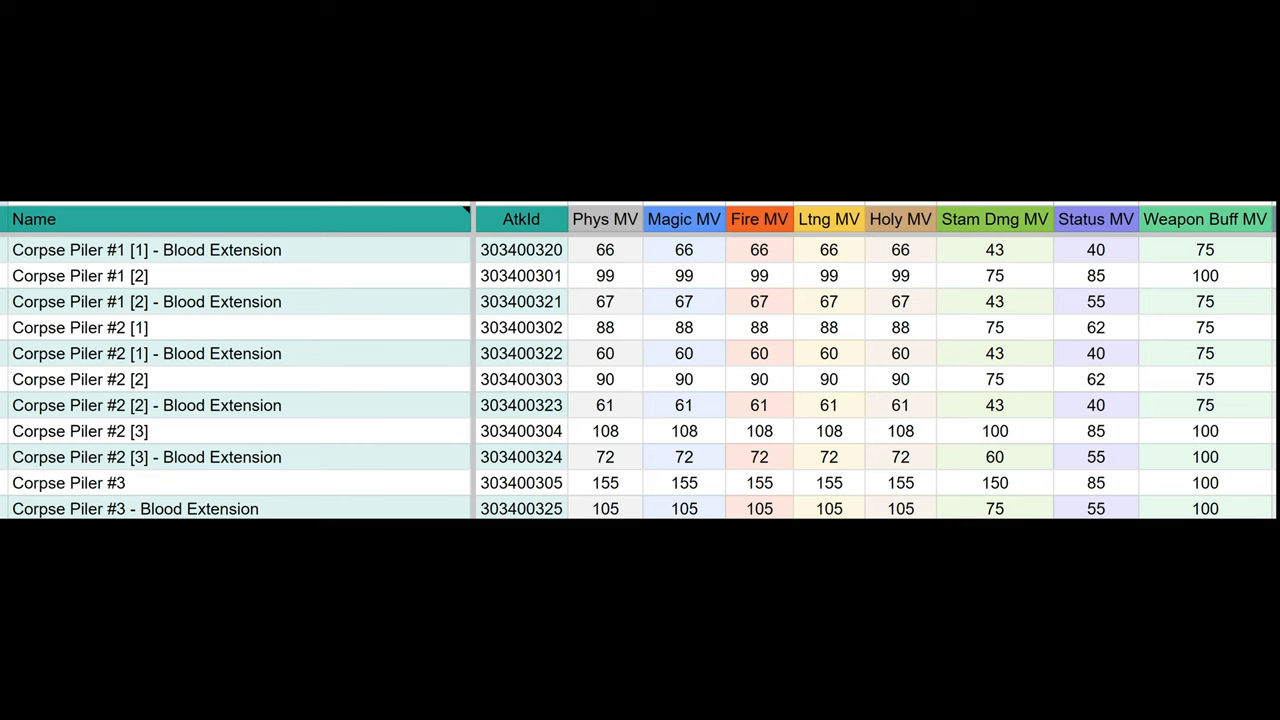 Name AtkId Phys MV Magic MV Fire MV Ltng MV Holy MV Stam Dmg MV Status MV Weapon Buff MV
Corpse Piler #1 [1] - Blood Extension 303400320 66 66 66 66 66 43 40 75
Corpse Piler #1 [2] 303400301 99 99 99 99 99 75 85 100
Corpse Piler #1 [2] - Blood Extension 303400321 67 67 67 67 67 43 55 75
Corpse Piler #2 [1] 303400302 88 88 88 88 88 75 62 75
Corpse Piler #2 [1] - Blood Extension 303400322 60 60 60 60 60 43 40 75
Corpse Piler #2 [2] 303400303 90 90 90 90 90 75 62 75
Corpse Piler #2 [2] - Blood Extension 303400323 61 61 61 61 61 43 40 75
Corpse Piler #2 [3] 303400304 108 108 108 108 108 100 85 100
Corpse Piler #2 [3] - Blood Extension 303400324 72 72 72 72 72 60 55 100
Corpse Piler #3 303400305 155 155 155 155 155 150 85 100
Corpse Piler #3 - Blood Extension 303400325 105 105 105 105 105 75 55 100